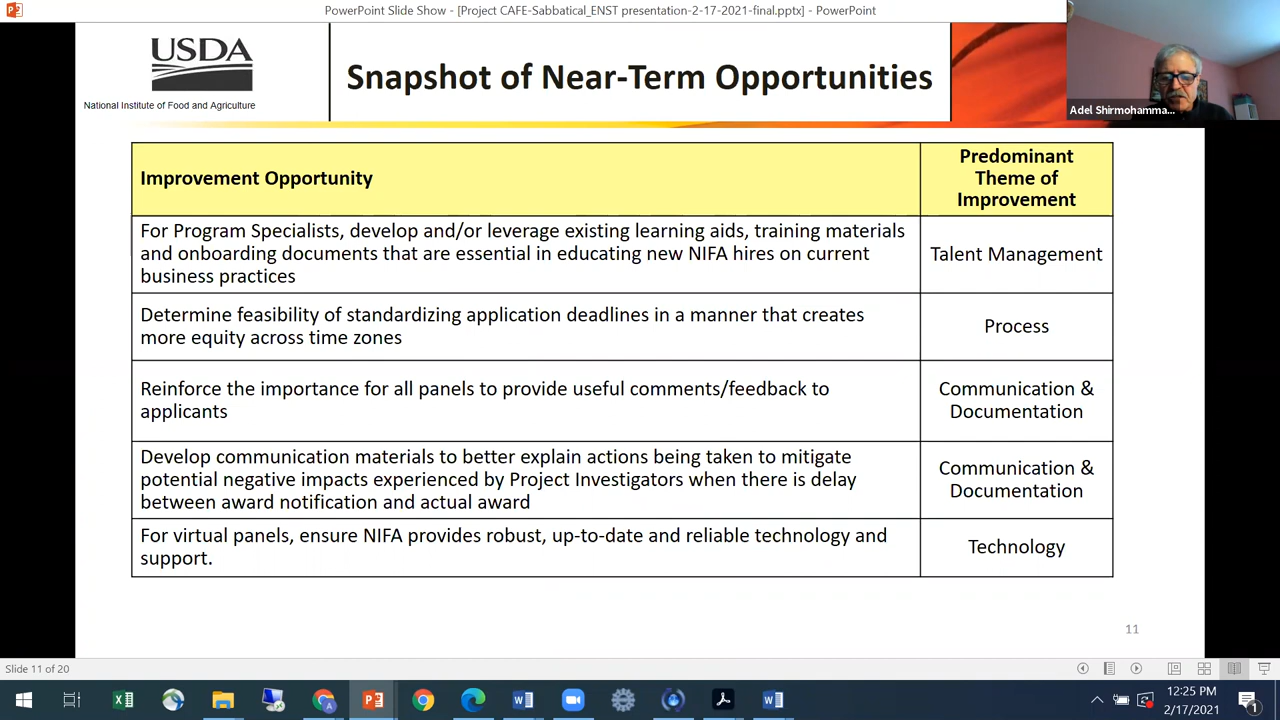 PowerPoint Slide Show - [Project CAFE-Sabbatical_ENST presentation-2-17-2021-final.pptx] - PowerPoint
USDA
National Institute of Food and Agriculture
Snapshot of Near-Term Opportunities
Adel Shirmohamma...
Improvement Opportunity
Predominant
Theme of
Improvement
For Program Specialists, develop and/or leverage existing learning aids, training materials
and onboarding documents that are essential in educating new NIFA hires on current
business practices
Talent Management
Determine feasibility of standardizing application deadlines in a manner that creates
more equity across time zones
Process
Reinforce the importance for all panels to provide useful comments/feedback to
applicants
Communication &
Documentation
Develop communication materials to better explain actions being taken to mitigate
potential negative impacts experienced by Project Investigators when there is delay
between award notification and actual award
Communication &
Documentation
For virtual panels, ensure NIFA provides robust, up-to-date and reliable technology and
support.
Technology
11
Slide 11 of 20
12:25 PM
2/17/2021
1